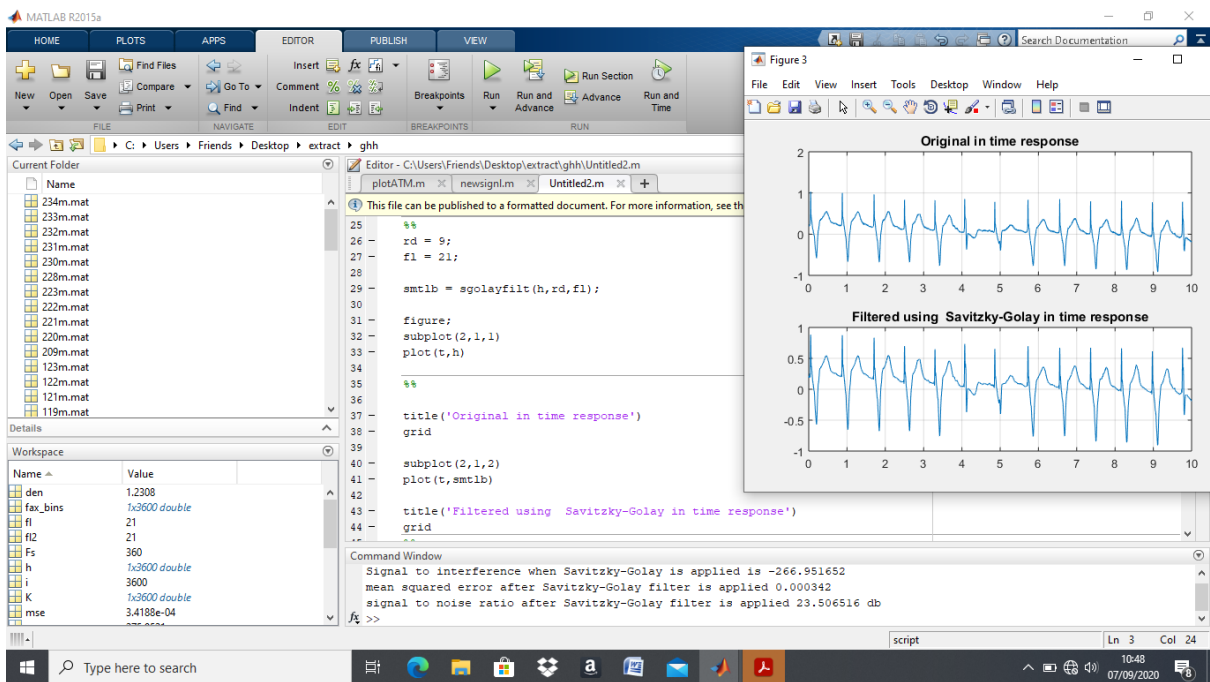 MATLAB R2015a
HOME PLOTS APPS EDITOR PUBLISH VIEW
Search Documentation
New Open Save
Find Files
Compare
Print
Go To
Find
Insert
Comment
Indent
fx
Breakpoints Run Run and Advance
Run Section
Advance
Run and Time
FILE NAVIGATE EDIT BREAKPOINTS RUN
C: Users Friends Desktop extract ghh
Current Folder
Name
234m.mat
233m.mat
232m.mat
231m.mat
230m.mat
228m.mat
223m.mat
222m.mat
221m.mat
220m.mat
209m.mat
123m.mat
122m.mat
121m.mat
119m.mat
Details
Workspace
Name Value
den 1.2308
fax_bins 1x3600 double
fl 21
fl2 21
Fs 360
h 1x3600 double
i 3600
K 1x3600 double
mse 3.4188e-04
Editor - C:\Users\Friends\Desktop\extract\ghh\Untitled2.m
plotATM.m newsignl.m Untitled2.m +
This file can be published to a formatted document. For more information, see th
25 %%
26 – rd = 9;
27 – fl = 21;
28
29 – smtlb = sgolayfilt(h,rd,fl);
30
31 – figure;
32 – subplot(2,1,1)
33 – plot(t,h)
34
35 %%
36
37 – title('Original in time response')
38 – grid
39
40 – subplot(2,1,2)
41 – plot(t,smtlb)
42
43 – title('Filtered using  Savitzky-Golay in time response')
44 – grid
Command Window
Signal to interference when Savitzky-Golay is applied is -266.951652
mean squared error after Savitzky-Golay filter is applied 0.000342
signal to noise ratio after Savitzky-Golay filter is applied 23.506516 db
fx >>
Figure 3
File Edit View Insert Tools Desktop Window Help
Original in time response
2
1
0
-1
0 1 2 3 4 5 6 7 8 9 10
Filtered using  Savitzky-Golay in time response
1
0.5
0
-0.5
-1
0 1 2 3 4 5 6 7 8 9 10
script Ln 3 Col 24
Type here to search
a
10:48
07/09/2020
8